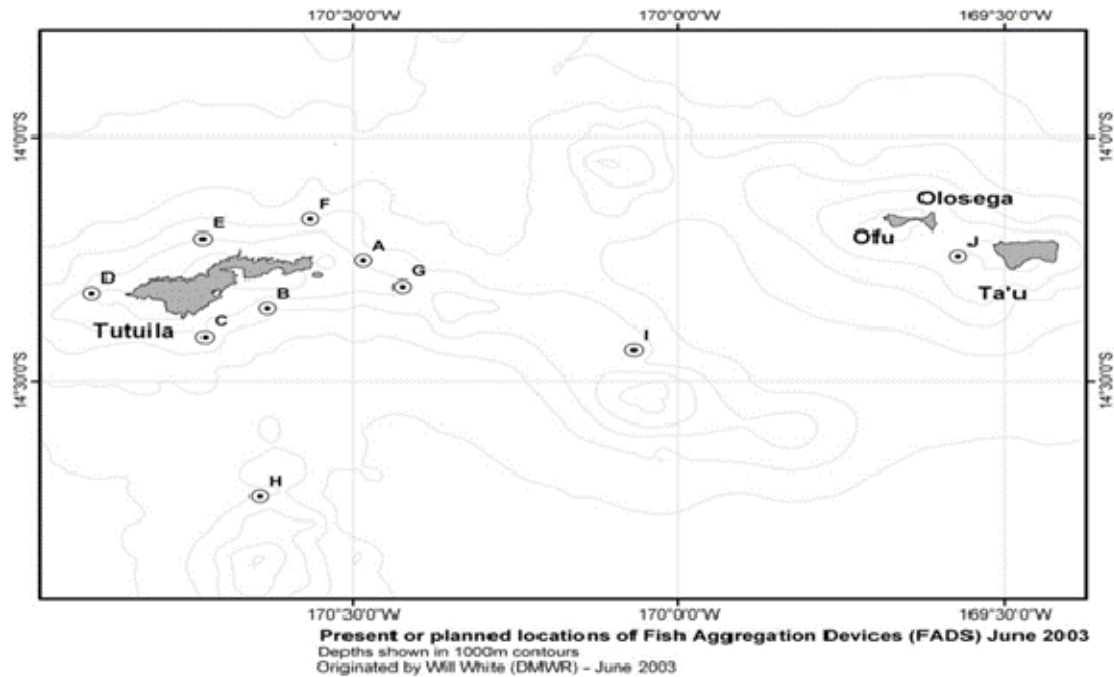 170°30'0"W 170°0'0"W 169°30'0"W
14°0'0"S 14°0'0"S
Olosega
F
E
Ofu
A
J
G
D
Ta'u
B
Tutuila
C
I
14°30'0"S 14°30'0"S
H
170°30'0"W 170°0'0"W 169°30'0"W
Present or planned locations of Fish Aggregation Devices (FADS) June 2003
Depths shown in 1000m contours
Originated by Will White (DMWR) - June 2003